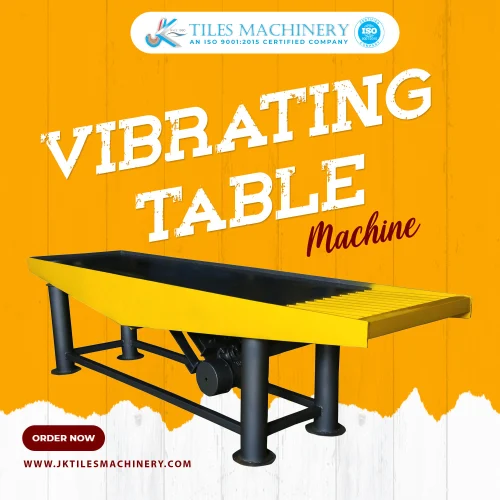 TILES MACHINERY
AN ISO 9001:2015 CERTIFIED COMPANY
ISO
VIBRATING
TABLE
Machine
ORDER NOW
WWW.JKTILESMACHINERY.COM